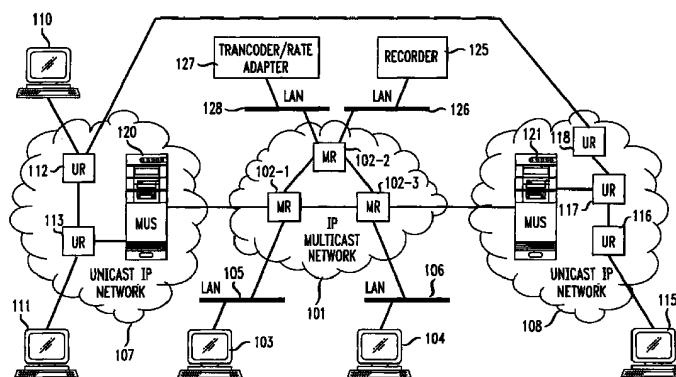 110
TRANCODER/RATE
ADAPTER
127
RECORDER
125
LAN
128
LAN
126
120
112
UR
MR
102-2
102-1
102-3
121
118
UR
113
UR
MUS
MR
IP
MULTICAST
NETWORK
MR
MUS
117
UR
UR
116
UNICAST IP
NETWORK
LAN
105
101
LAN
106
UNICAST IP
NETWORK
111
107
103
104
108
115